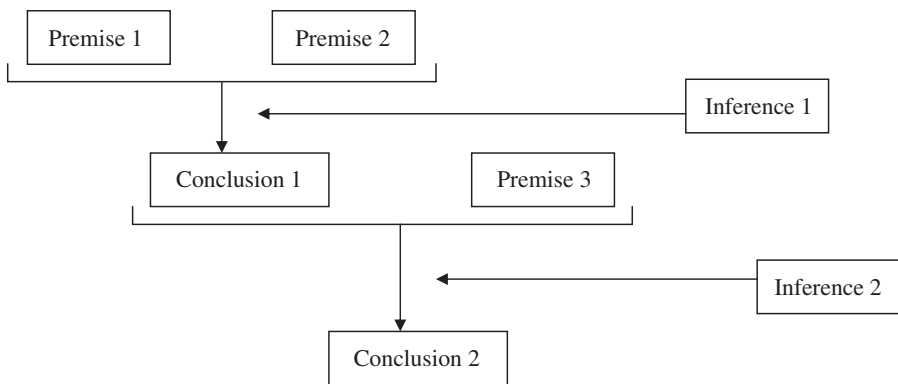 Premise 1
Premise 2
Inference 1
Conclusion 1
Premise 3
Inference 2
Conclusion 2